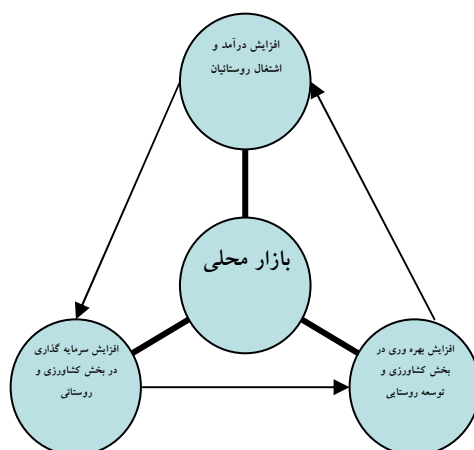 افزایش درآمد و
اشتغال روستائیان
بازار محلی
افزایش سرمایه گذاری
در بخش کشاورزی و
روستائی
افزایش بهره وری در
بخش کشاورزی و
توسعه روستایی